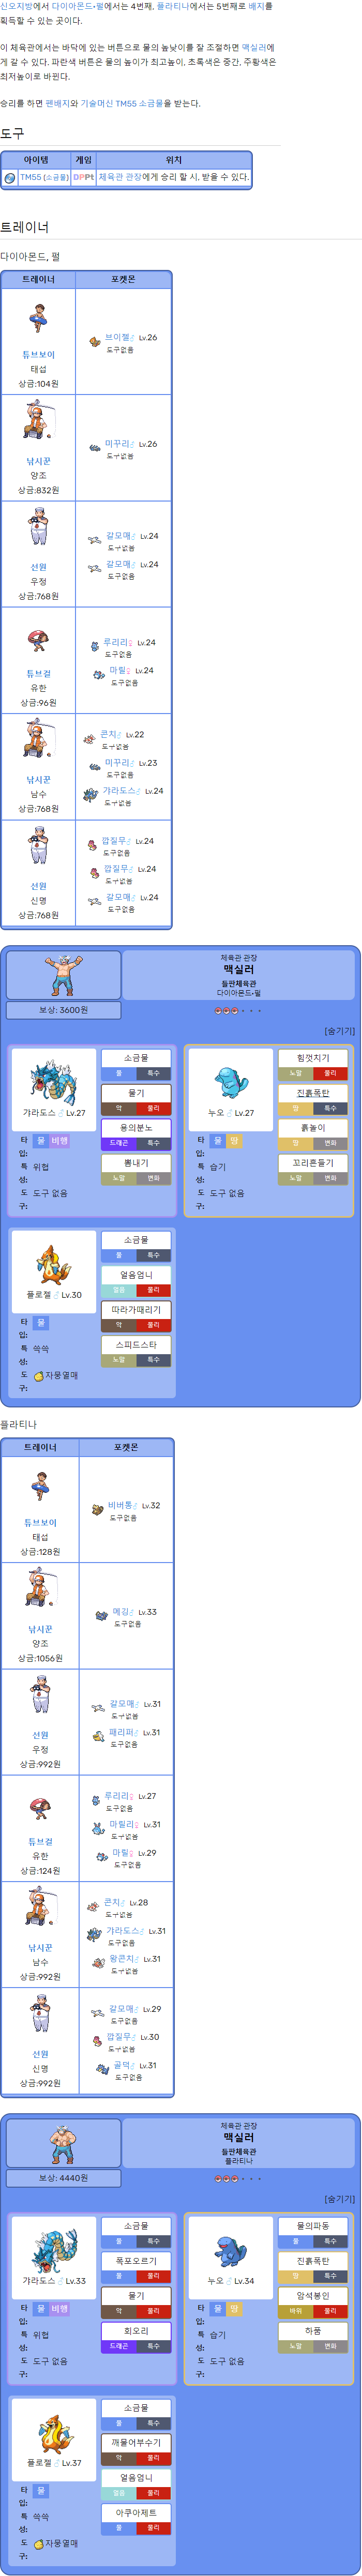 신오지방에서 다이아몬드·펄에서는 4번째, 플라티나에서는 5번째로 배지를
획득할 수 있는 곳이다.
이 체육관에서는 바닥에 있는 버튼으로 물의 높낮이를 잘 조절하면 맥실러에
게 갈 수 있다. 파란색 버튼은 물의 높이가 최고높이, 초록색은 중간, 주황색은
최저높이로 바뀐다.
승리를 하면 펜배지와 기술머신 TM55 소금물을 받는다.
도구
아이템 게임 위치
TM55 (소금물) DPPt 체육관 관장에게 승리 할 시, 받을 수 있다.
트레이너
다이아몬드, 펄
트레이너 포켓몬
튜브보이
태섭
상금:104원
브이젤♂ Lv.26
도구없음
낚시꾼
양조
상금:832원
미꾸리♂ Lv.26
도구없음
선원
우정
상금:768원
갈모매♂ Lv.24
도구없음
갈모매♂ Lv.24
도구없음
튜브걸
유한
상금:96원
루리리♀ Lv.24
도구없음
마릴♀ Lv.24
도구없음
낚시꾼
남수
상금:768원
콘치♂ Lv.22
도구없음
미꾸리♂ Lv.23
도구없음
갸라도스♂ Lv.24
도구없음
선원
신명
상금:768원
깝질무♂ Lv.24
도구없음
깝질무♂ Lv.24
도구없음
갈모매♂ Lv.24
도구없음
보상: 3600원
체육관 관장
맥실러
들판체육관
다이아몬드·펄
[숨기기]
갸라도스♂Lv.27
타입: 물 비행
특성: 위협
도구: 도구 없음
소금물
물 특수
물기
악 물리
용의분노
드래곤 특수
뽐내기
노말 변화
누오♂Lv.27
타입: 물 땅
특성: 습기
도구: 도구 없음
힘껏치기
노말 물리
진흙폭탄
땅 특수
흙놀이
땅 변화
꼬리흔들기
노말 변화
플로젤♂Lv.30
타입: 물
특성: 쓱쓱
도구: 자뭉열매
소금물
물 특수
얼음엄니
얼음 물리
따라가때리기
악 물리
스피드스타
노말 특수
플라티나
트레이너 포켓몬
튜브보이
태섭
상금:128원
비버통♂ Lv.32
도구없음
낚시꾼
양조
상금:1056원
메깅♂ Lv.33
도구없음
선원
우정
상금:992원
갈모매♂ Lv.31
도구없음
패리퍼♂ Lv.31
도구없음
튜브걸
유한
상금:124원
루리리♀ Lv.27
도구없음
마릴리♀ Lv.31
도구없음
마릴♀ Lv.29
도구없음
낚시꾼
남수
상금:992원
콘치♂ Lv.28
도구없음
갸라도스♂ Lv.31
도구없음
왕콘치♂ Lv.31
도구없음
선원
신명
상금:992원
갈모매♂ Lv.29
도구없음
깝질무♂ Lv.30
도구없음
골덕♂ Lv.31
도구없음
보상: 4440원
체육관 관장
맥실러
들판체육관
플라티나
[숨기기]
갸라도스♂Lv.33
타입: 물 비행
특성: 위협
도구: 도구 없음
소금물
물 특수
폭포오르기
물 물리
물기
악 물리
회오리
드래곤 특수
누오♂Lv.34
타입: 물 땅
특성: 습기
도구: 도구 없음
물의파동
물 특수
진흙폭탄
땅 특수
암석봉인
바위 물리
하품
노말 변화
플로젤♂Lv.37
타입: 물
특성: 쓱쓱
도구: 자뭉열매
소금물
물 특수
깨물어부수기
악 물리
얼음엄니
얼음 물리
아쿠아제트
물 물리